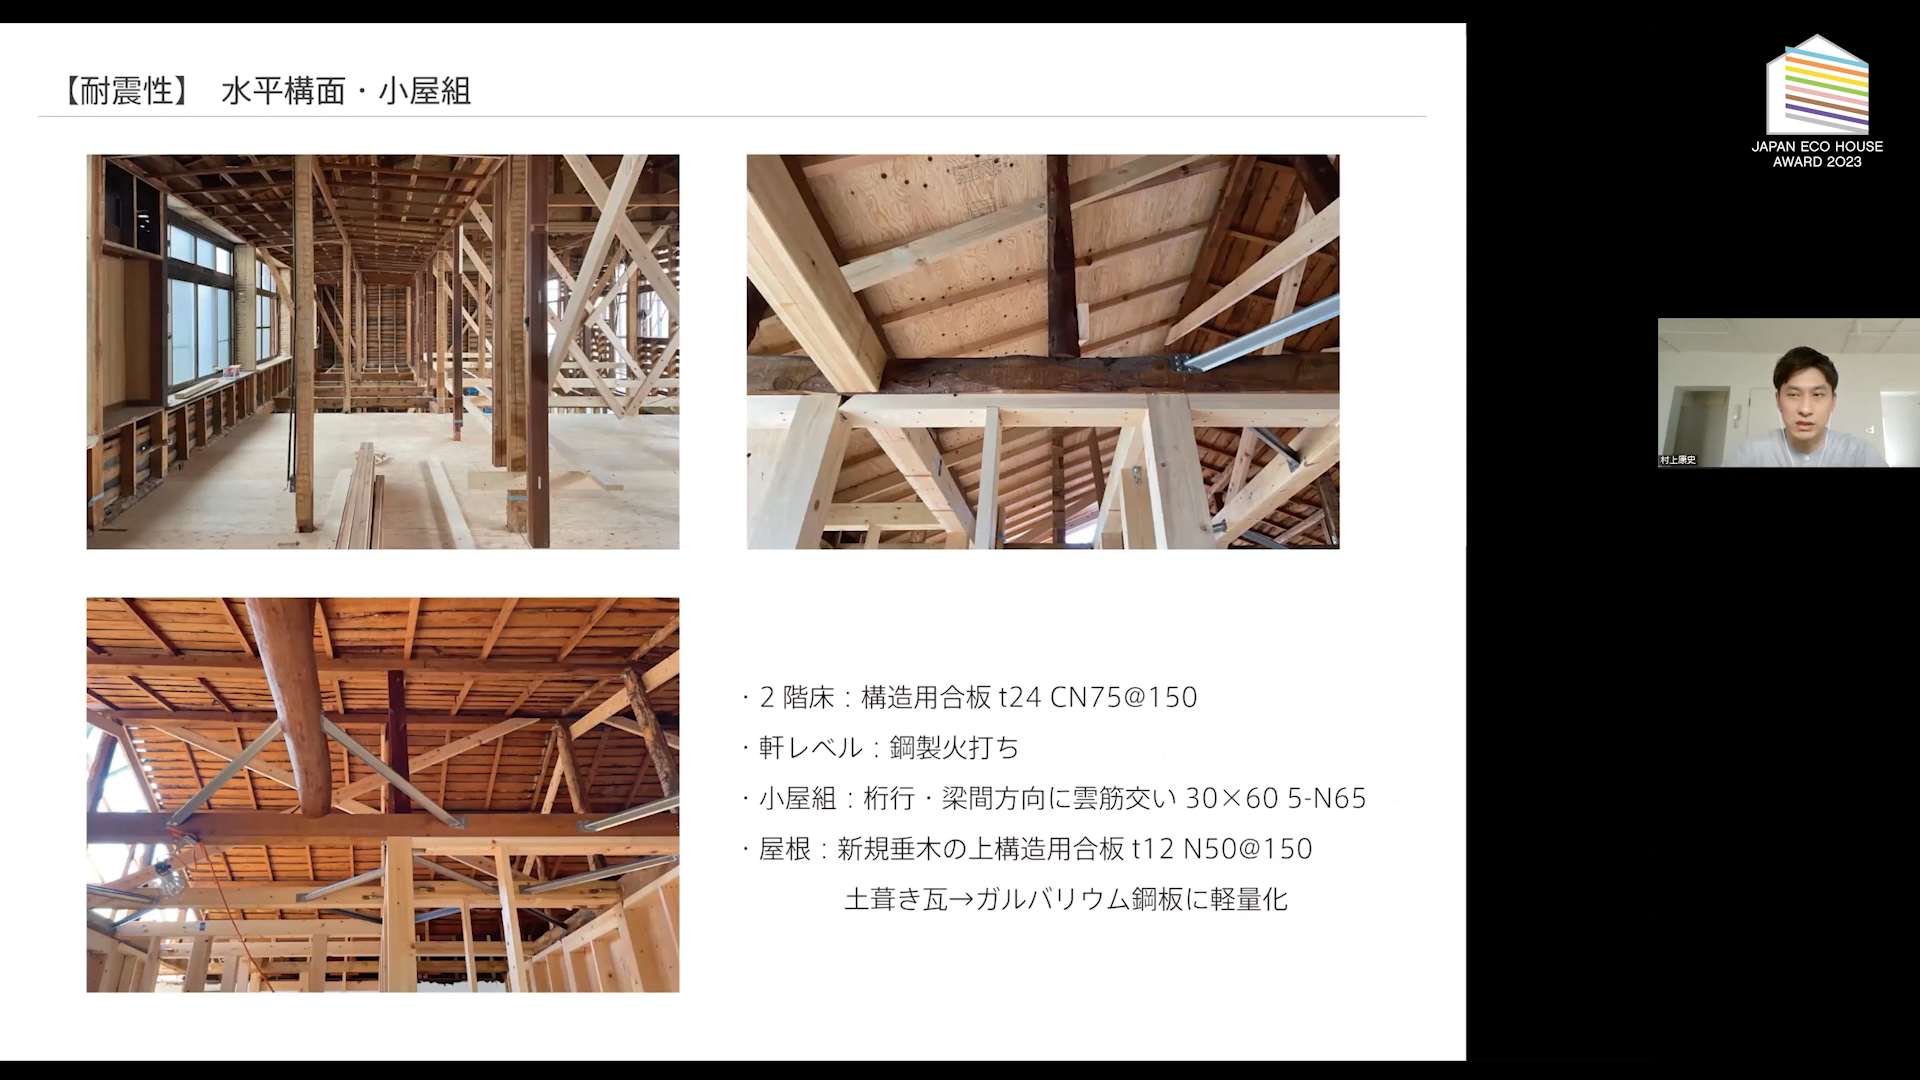 【耐震性】 水平構面・小屋組
JAPAN ECO HOUSE
AWARD 2023
村上康史
・2階床：構造用合板 t24 CN75@150
・軒レベル：鋼製火打ち
・小屋組：桁行・梁間方向に雲筋交い 30×60 5-N65
・屋根：新規垂木の上構造用合板 t12 N50@150
土葺き瓦→ガルバリウム鋼板に軽量化